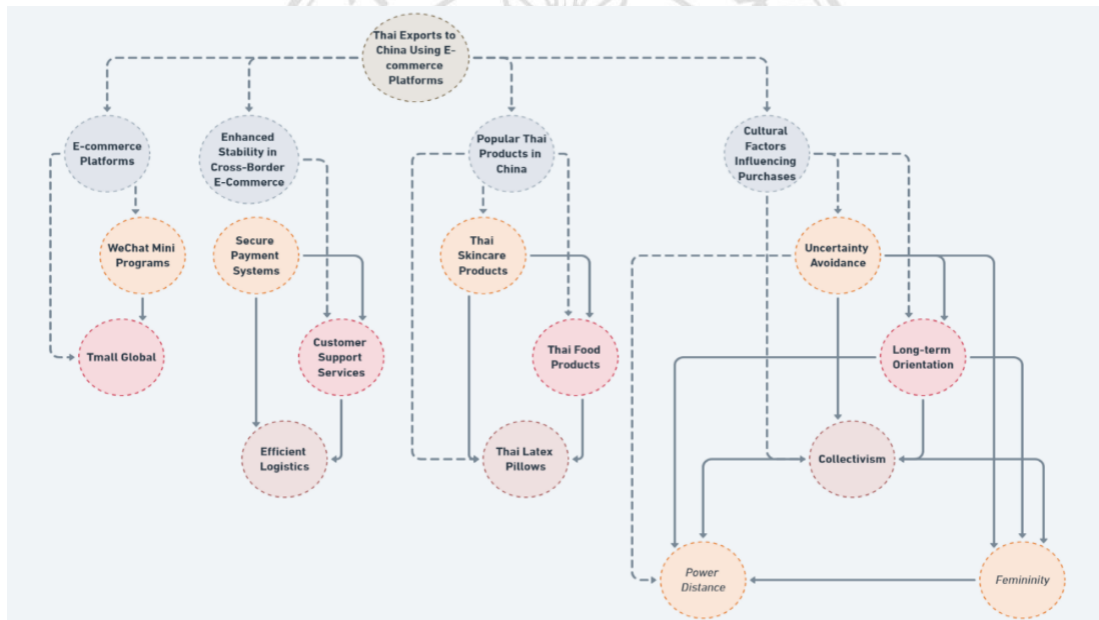 Thai Exports to
China Using E-
commerce
Platforms
E-commerce
Platforms
Enhanced
Stability in
Cross-Border
E-Commerce
Popular Thai
Products in
China
Cultural
Factors
Influencing
Purchases
WeChat Mini
Programs
Secure
Payment
Systems
Thai
Skincare
Products
Uncertainty
Avoidance
Tmall Global
Customer
Support
Services
Thai Food
Products
Long-term
Orientation
Efficient
Logistics
Thai Latex
Pillows
Collectivism
Power
Distance
Femininity